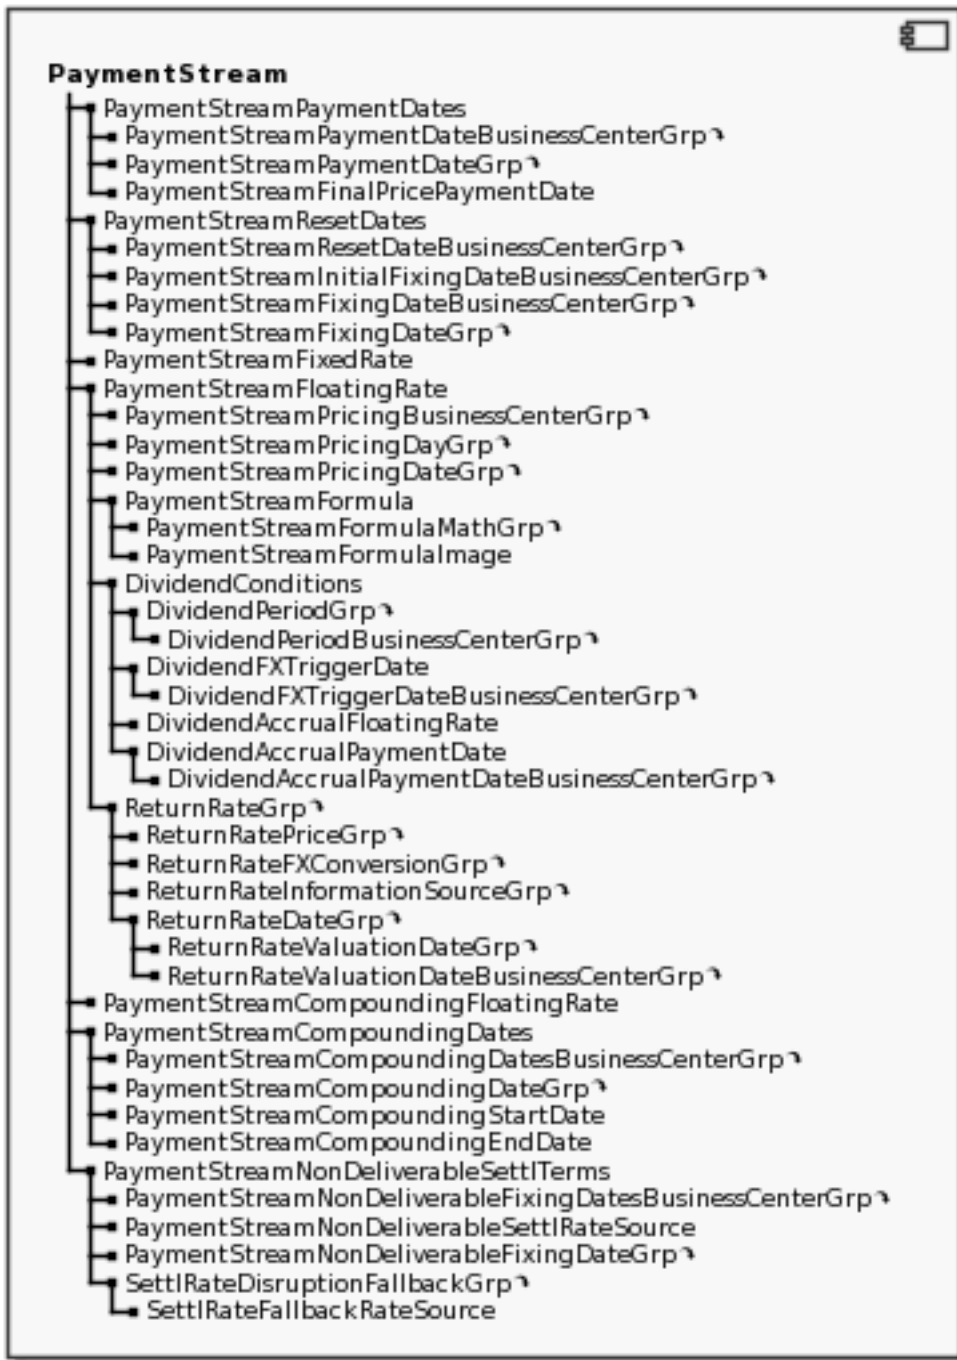 PaymentStream
PaymentStreamPaymentDates
PaymentStreamPaymentDateBusinessCenterGrp
PaymentStreamPaymentDateGrp
PaymentStreamFinalPricePaymentDate
PaymentStreamResetDates
PaymentStreamResetDateBusinessCenterGrp
PaymentStreamInitialFixingDateBusinessCenterGrp
PaymentStreamFixingDateBusinessCenterGrp
PaymentStreamFixingDateGrp
PaymentStreamFixedRate
PaymentStreamFloatingRate
PaymentStreamPricingBusinessCenterGrp
PaymentStreamPricingDayGrp
PaymentStreamPricingDateGrp
PaymentStreamFormula
PaymentStreamFormulaMathGrp
PaymentStreamFormulaImage
DividendConditions
DividendPeriodGrp
DividendPeriodBusinessCenterGrp
DividendFXTriggerDate
DividendFXTriggerDateBusinessCenterGrp
DividendAccrualFloatingRate
DividendAccrualPaymentDate
DividendAccrualPaymentDateBusinessCenterGrp
ReturnRateGrp
ReturnRatePriceGrp
ReturnRateFXConversionGrp
ReturnRateInformationSourceGrp
ReturnRateDateGrp
ReturnRateValuationDateGrp
ReturnRateValuationDateBusinessCenterGrp
PaymentStreamCompoundingFloatingRate
PaymentStreamCompoundingDates
PaymentStreamCompoundingDatesBusinessCenterGrp
PaymentStreamCompoundingDateGrp
PaymentStreamCompoundingStartDate
PaymentStreamCompoundingEndDate
PaymentStreamNonDeliverableSettlTerms
PaymentStreamNonDeliverableFixingDatesBusinessCenterGrp
PaymentStreamNonDeliverableSettlRateSource
PaymentStreamNonDeliverableFixingDateGrp
SettlRateDisruptionFallbackGrp
SettlRateFallbackRateSource